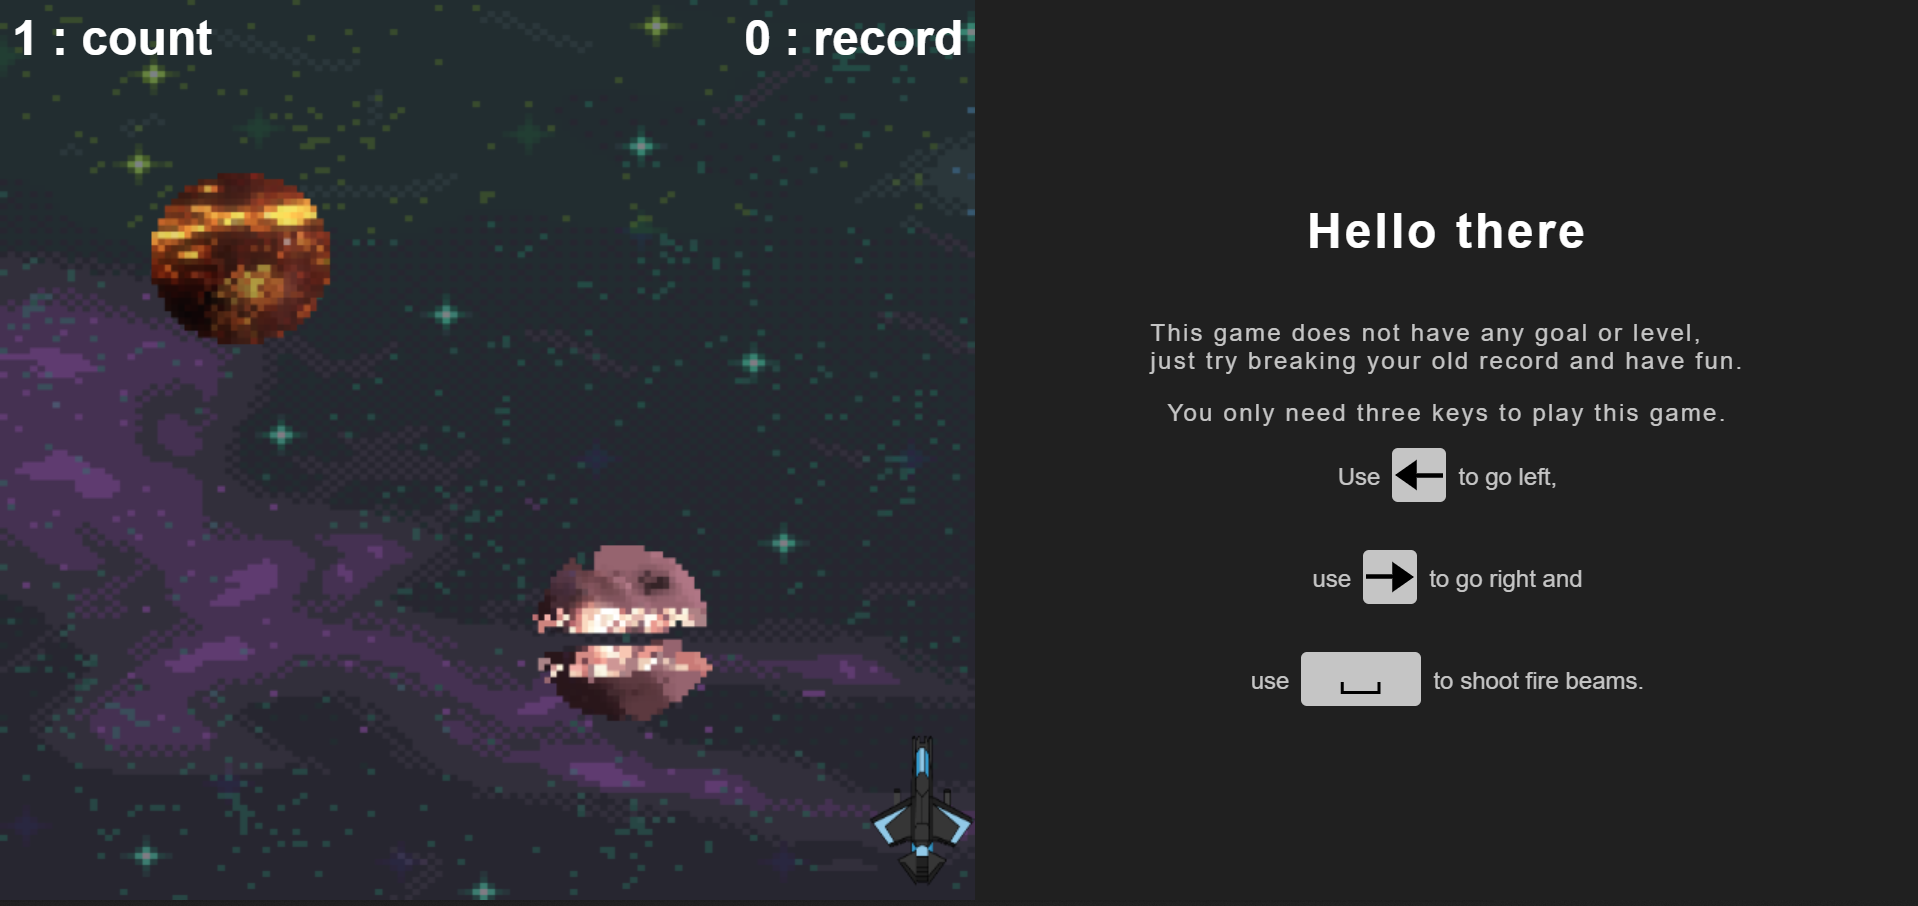 1 : count
0 : record
Hello there
This game does not have any goal or level,
just try breaking your old record and have fun.
You only need three keys to play this game.
Use to go left,
use to go right and
use to shoot fire beams.